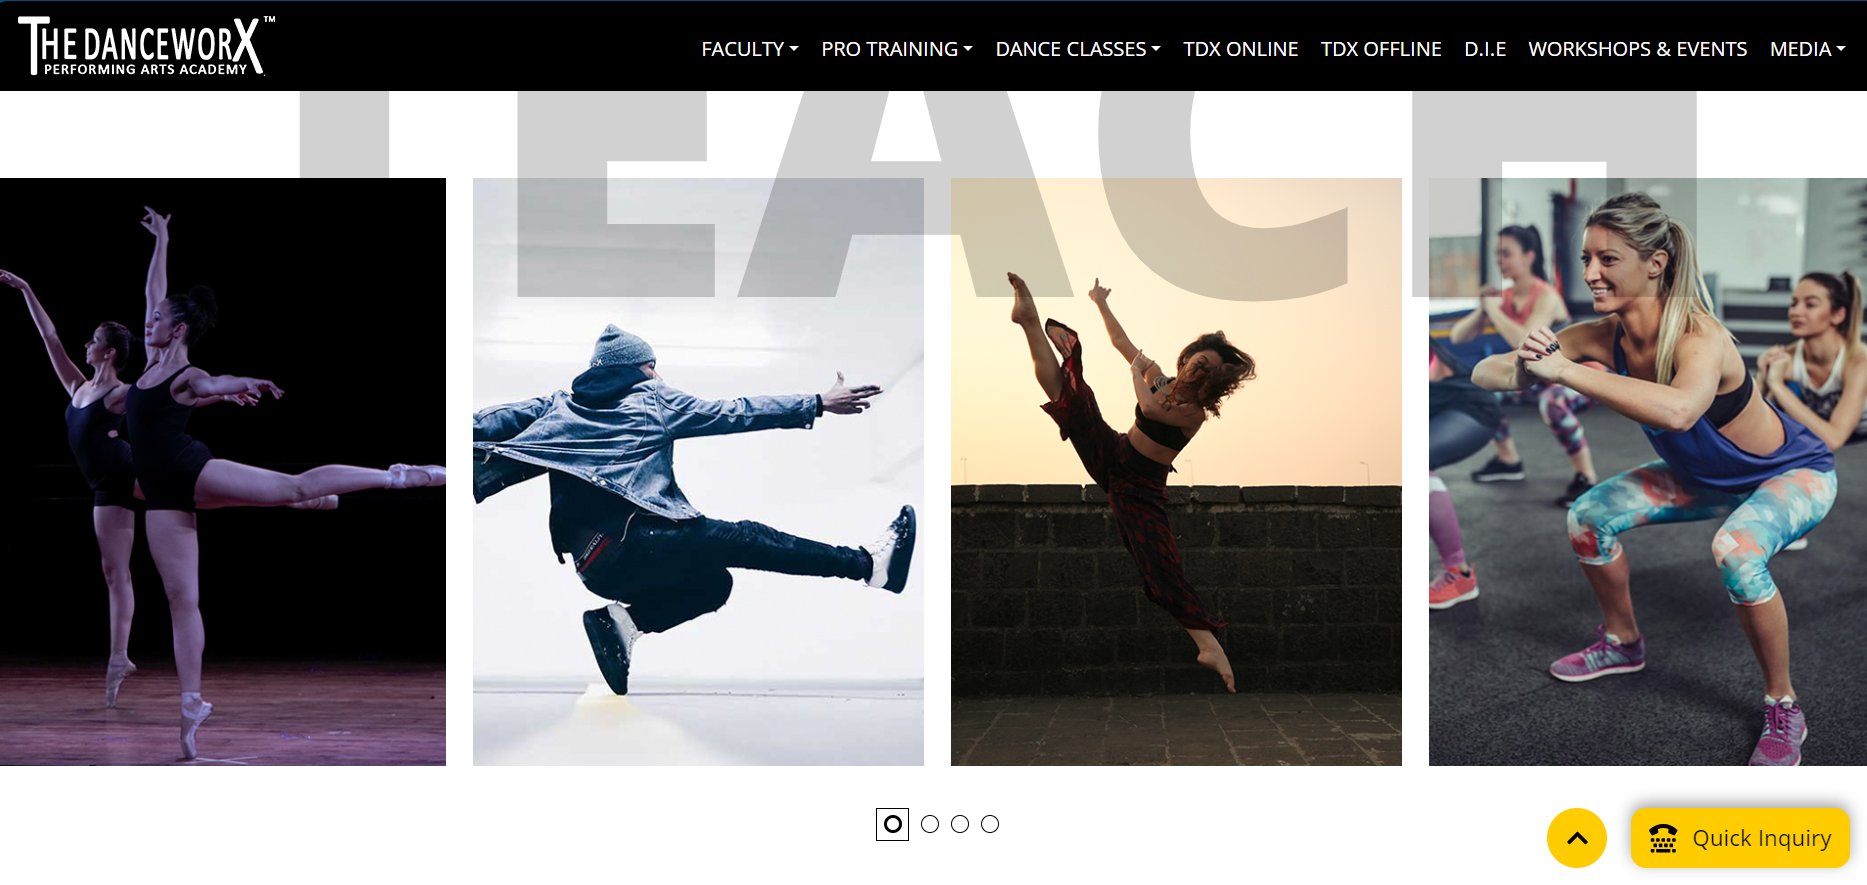 THE DANCEWORX™
PERFORMING ARTS ACADEMY
FACULTY PRO TRAINING DANCE CLASSES TDX ONLINE TDX OFFLINE D.I.E WORKSHOPS & EVENTS MEDIA
TEACH
Quick Inquiry